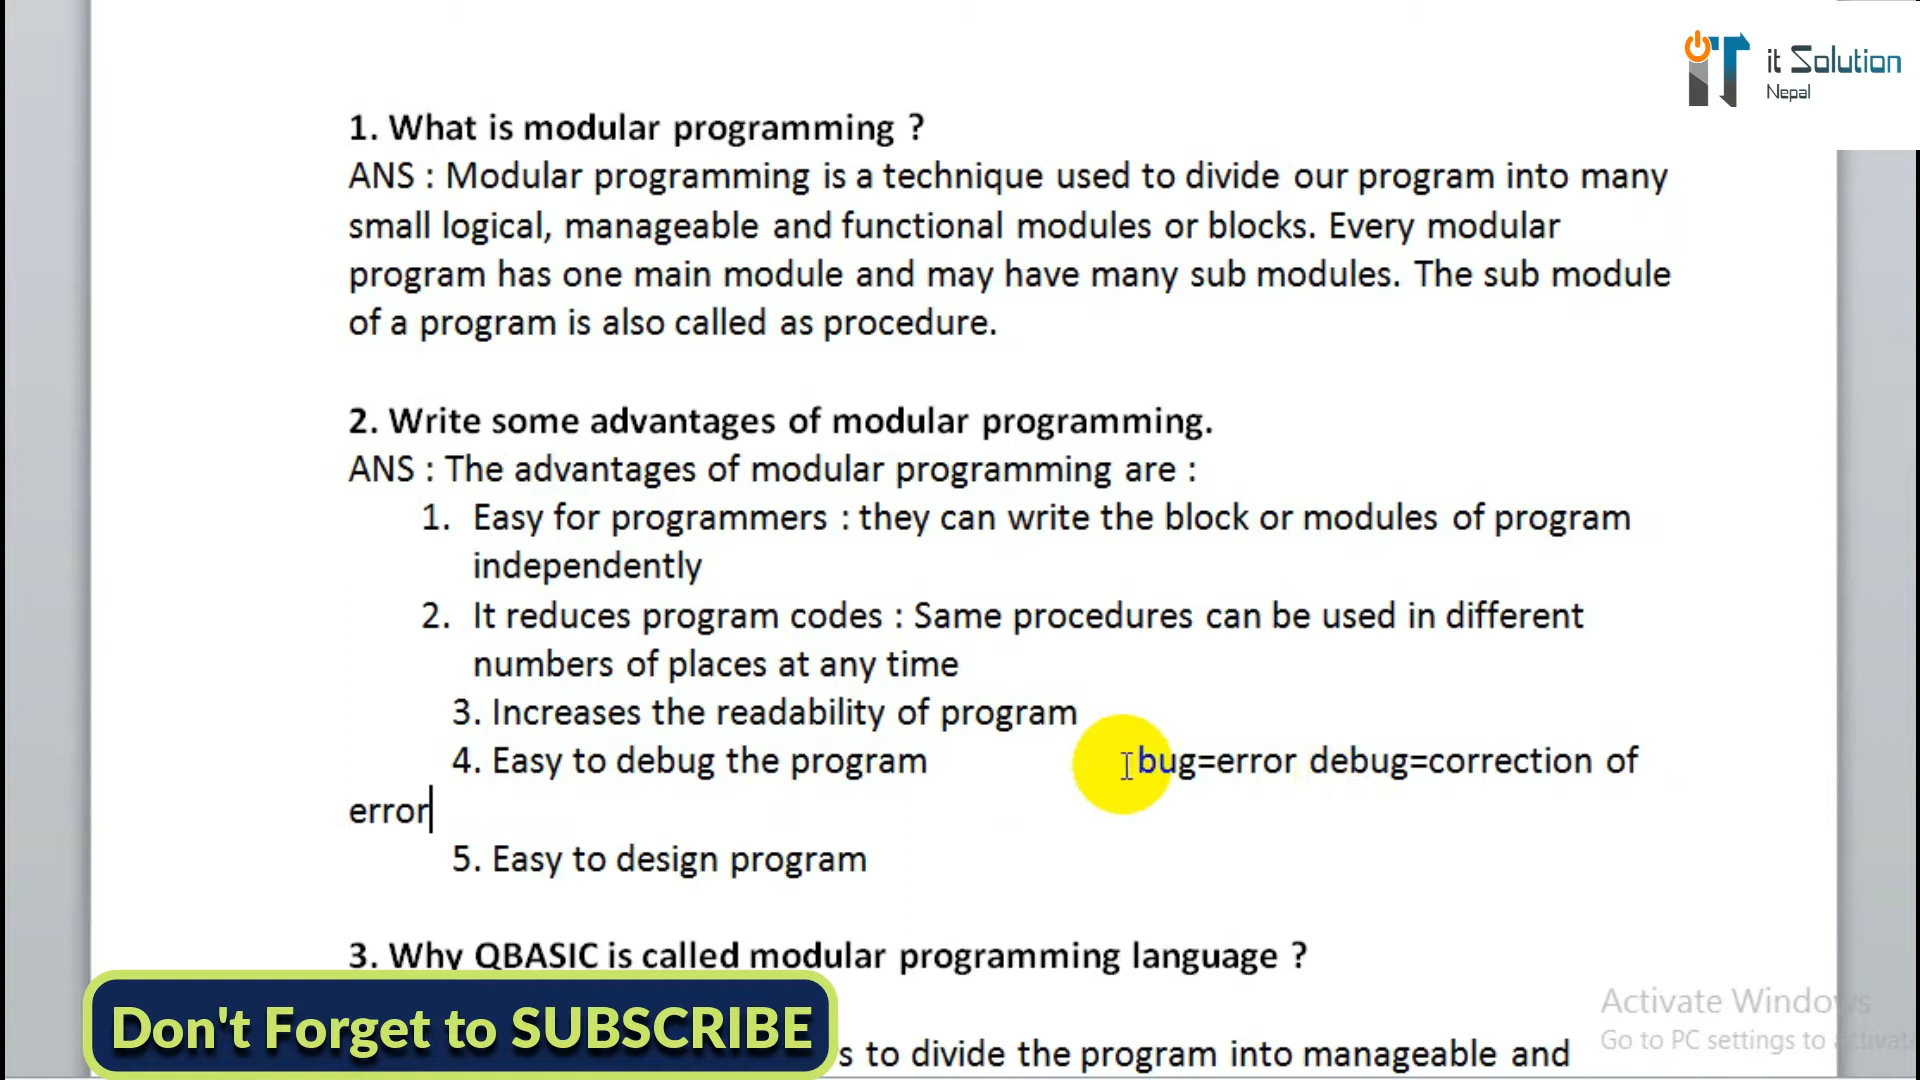 it Solution
Nepal
1. What is modular programming ?
ANS : Modular programming is a technique used to divide our program into many
small logical, manageable and functional modules or blocks. Every modular
program has one main module and may have many sub modules. The sub module
of a program is also called as procedure.
2. Write some advantages of modular programming.
ANS : The advantages of modular programming are :
1. Easy for programmers : they can write the block or modules of program
independently
2. It reduces program codes : Same procedures can be used in different
numbers of places at any time
3. Increases the readability of program
4. Easy to debug the program bug=error debug=correction of
error
5. Easy to design program
3. Why QBASIC is called modular programming language ?
Don't Forget to SUBSCRIBE
s to divide the program into manageable and
Activate Windows
Go to PC settings to activate